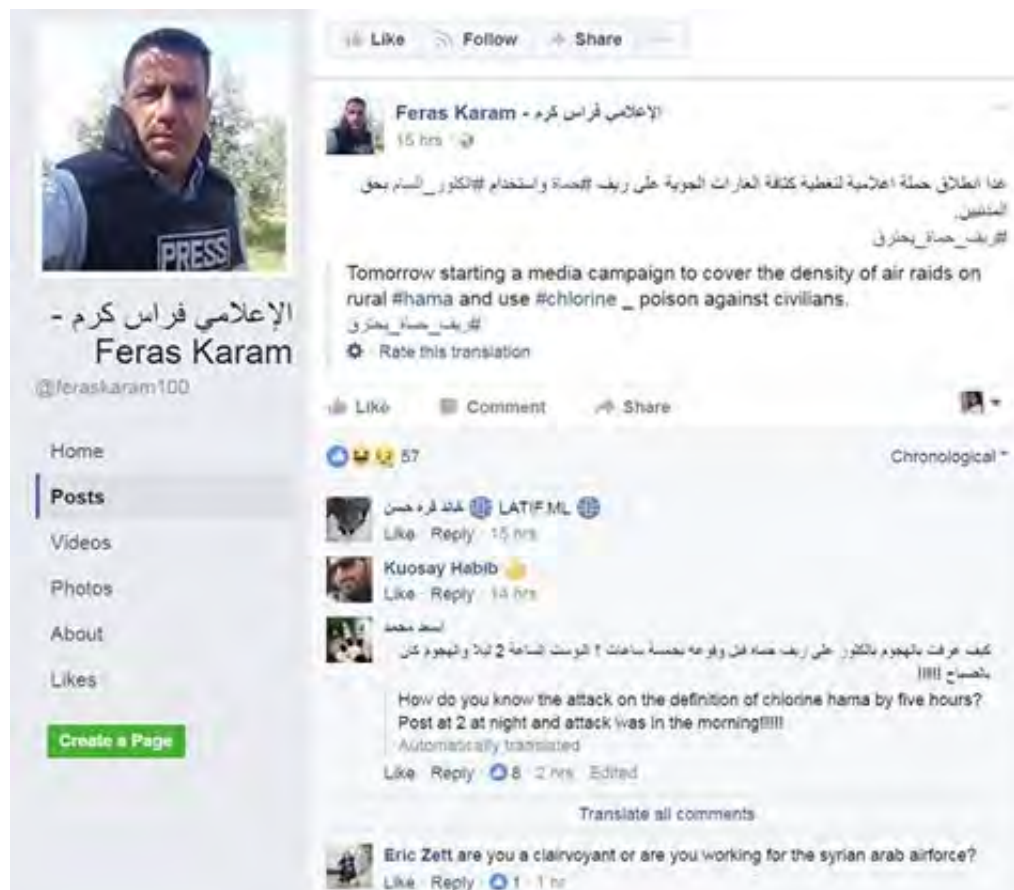 Like Follow Share
Feras Karam - الإعلامي فراس كرم
15 hrs
غدا انطلاق حملة اعلامية لتغطية كثافة الغارات الجوية على ريف #حماة واستخدام #الكلور_السام بحق
المدنيين.
#ريف_حماة_يحترق
Tomorrow starting a media campaign to cover the density of air raids on
rural #hama and use #chlorine _ poison against civilians.
#ريف_حماة_يحترق
Rate this translation
Like Comment Share
57
Chronological
خالد قره حسن LATIF.ML
Like Reply 15 hrs
Kuosay Habib
Like Reply 14 hrs
اسعد محمد
كيف عرفت بالهجوم بالكلور على ريف حماه قبل وقوعه بخمسة ساعات ؟ البوست الساعة 2 ليلا والهجوم كان
بالصباح !!!!!
How do you know the attack on the definition of chlorine hama by five hours?
Post at 2 at night and attack was in the morning!!!!!
Automatically translated
Like Reply 8 2 hrs Edited
Translate all comments
Eric Zett are you a clairvoyant or are you working for the syrian arab airforce?
Like Reply 1 1 hr
PRESS
الإعلامي فراس كرم -
Feras Karam
@feraskaram100
Home
Posts
Videos
Photos
About
Likes
Create a Page